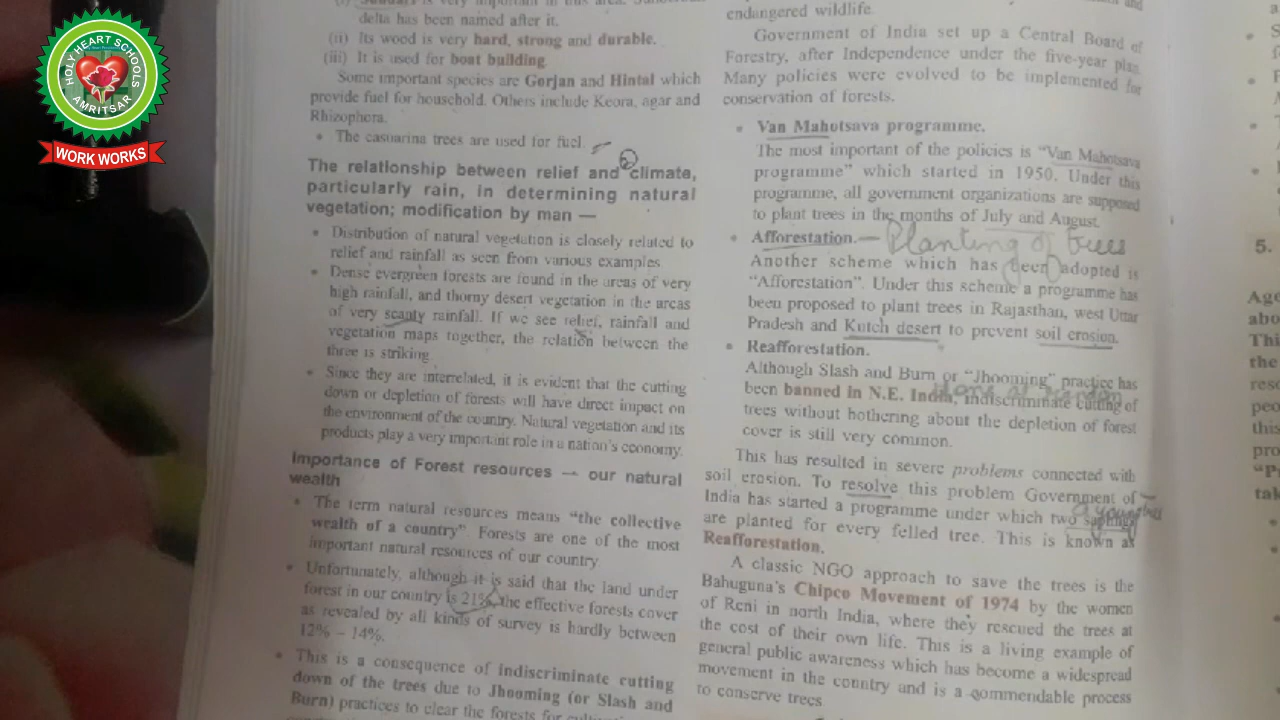 HOLY HEART SCHOOLS
AMRITSAR
WORK WORKS
is very important in this area.
delta has been named after it.
(ii) Its wood is very hard, strong and durable.
(iii) It is used for boat building.
Some important species are Gorjan and Hintal which
provide fuel for household. Others include Keora, agar and
Rhizophora.
• The casuarina trees are used for fuel.
The relationship between relief and climate,
particularly rain, in determining natural
vegetation; modification by man —
• Distribution of natural vegetation is closely related to
relief and rainfall as seen from various examples
• Dense evergreen forests are found in the areas of very
high rainfall, and thorny desert vegetation in the areas
of very scanty rainfall. If we see relief, rainfall and
vegetation maps together, the relation between the
three is striking.
• Since they are interrelated, it is evident that the cutting
down or depletion of forests will have direct impact on
the environment of the country. Natural vegetation and its
products play a very important role in a nation's economy.
Importance of Forest resources — our natural
wealth
• The term natural resources means "the collective
wealth of a country". Forests are one of the most
important natural resources of our country.
• Unfortunately, although it is said that the land under
forest in our country is 21%, the effective forests cover
as revealed by all kinds of survey is hardly between
12% – 14%.
• This is a consequence of Indiscriminate cutting
down of the trees due to Jhooming (or Slash and
Burn) practices to clear the forests for
endangered wildlife.
Government of India set up a Central Board of
Forestry, after Independence under the five-year plan.
Many policies were evolved to be implemented for
conservation of forests.
• Van Mahotsava programme.
The most important of the policies is "Van Mahotsava
programme" which started in 1950. Under this
programme, all government organizations are supposed
to plant trees in the months of July and August.
• Afforestation.— Planting of trees
Another scheme which has been adopted is
"Afforestation". Under this scheme a programme has
been proposed to plant trees in Rajasthan, west Uttar
Pradesh and Kutch desert to prevent soil erosion.
• Reafforestation.
Although Slash and Burn or "Jhooming" practice has
been banned in N.E. India, indiscriminate cutting of
trees without bothering about the depletion of forest
cover is still very common.
This has resulted in severe problems connected with
soil erosion. To resolve this problem Government of
India has started a programme under which two saplings
are planted for every felled tree. This is known as
Reafforestation.
A classic NGO approach to save the trees is the
Bahuguna's Chipco Movement of 1974 by the women
of Reni in north India, where they rescued the trees at
the cost of their own life. This is a living example of
general public awareness which has become a widespread
movement in the country and is a commendable process
to conserve trees.
5.